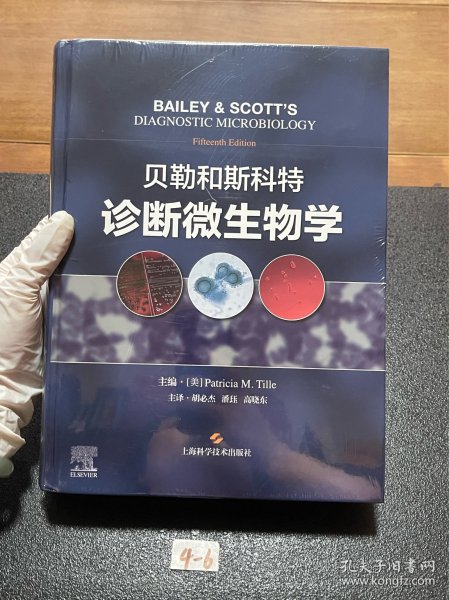 BAILEY & SCOTT'S
DIAGNOSTIC MICROBIOLOGY
Fifteenth Edition
贝勒和斯科特
诊断微生物学
主编·[美] Patricia M. Tille
主译·胡必杰 潘珏 高晓东
ELSEVIER
上海科学技术出版社
4-6
孔夫子旧书网
www.kongfz.com